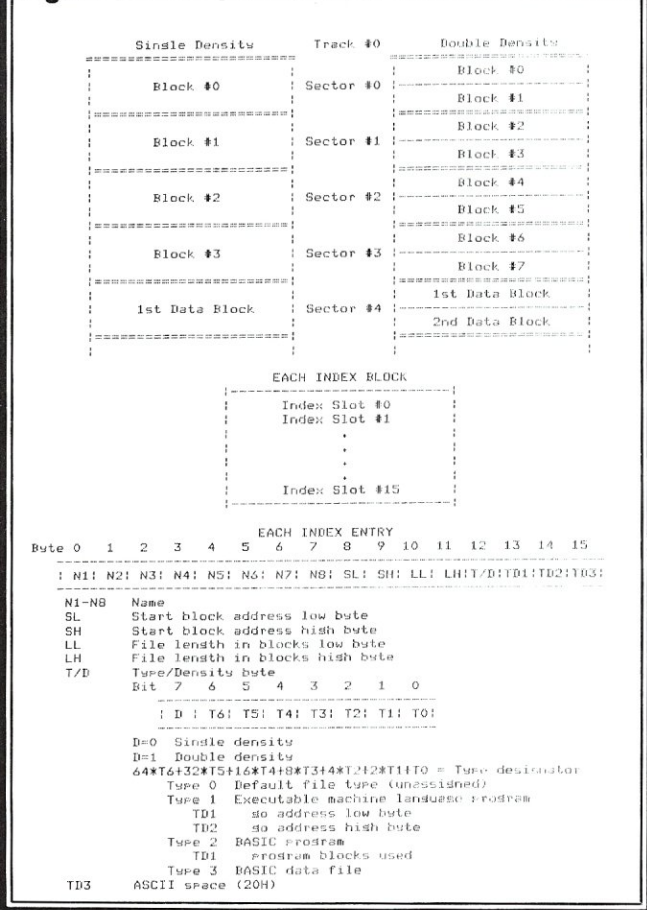 Single Density Track #0 Double Density
Block #0 Sector #0 Block #0
Block #1
Block #1 Sector #1 Block #2
Block #3
Block #2 Sector #2 Block #4
Block #5
Block #3 Sector #3 Block #6
Block #7
1st Data Block Sector #4 1st Data Block
2nd Data Block
EACH INDEX BLOCK
Index Slot #0
Index Slot #1
.
.
.
.
Index Slot #15
EACH INDEX ENTRY
Byte 0 1 2 3 4 5 6 7 8 9 10 11 12 13 14 15
| N1| N2| N3| N4| N5| N6| N7| N8| SL| SH| LL| LH|T/D|TD1|TD2|TD3|
N1-N8 Name
SL Start block address low byte
SH Start block address high byte
LL File length in blocks low byte
LH File length in blocks high byte
T/D Type/Density byte
Bit 7 6 5 4 3 2 1 0
| D | T6| T5| T4| T3| T2| T1| T0|
D=0 Single density
D=1 Double density
64*T6+32*T5+16*T4+8*T3+4*T2+2*T1+T0 = Type designator
Type 0 Default file type (unassigned)
Type 1 Executable machine language program
TD1 go address low byte
TD2 go address high byte
Type 2 BASIC program
TD1 program blocks used
Type 3 BASIC data file
TD3 ASCII space (20H)